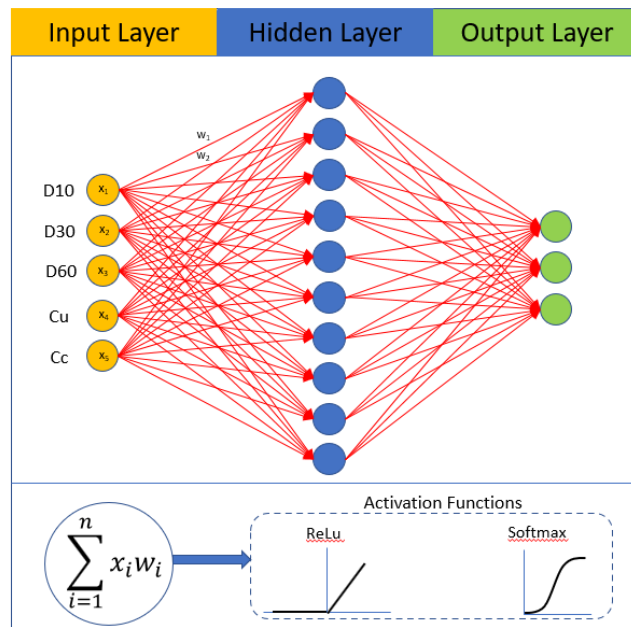 Input Layer Hidden Layer Output Layer
w₁
w₂
D10 x₁
D30 x₂
D60 x₃
Cu x₄
Cc x₅
Activation Functions
ReLu Softmax
n
∑ xᵢwᵢ
i=1